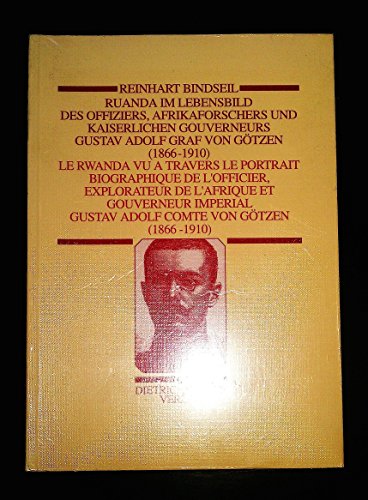 REINHART BINDSEIL
RUANDA IM LEBENSBILD
DES OFFIZIERS, AFRIKAFORSCHERS UND
KAISERLICHEN GOUVERNEURS
GUSTAV ADOLF GRAF VON GÖTZEN
(1866-1910)
LE RWANDA VU A TRAVERS LE PORTRAIT
BIOGRAPHIQUE DE L'OFFICIER,
EXPLORATEUR DE L'AFRIQUE ET
GOUVERNEUR IMPERIAL
GUSTAV ADOLF COMTE VON GÖTZEN
(1866-1910)